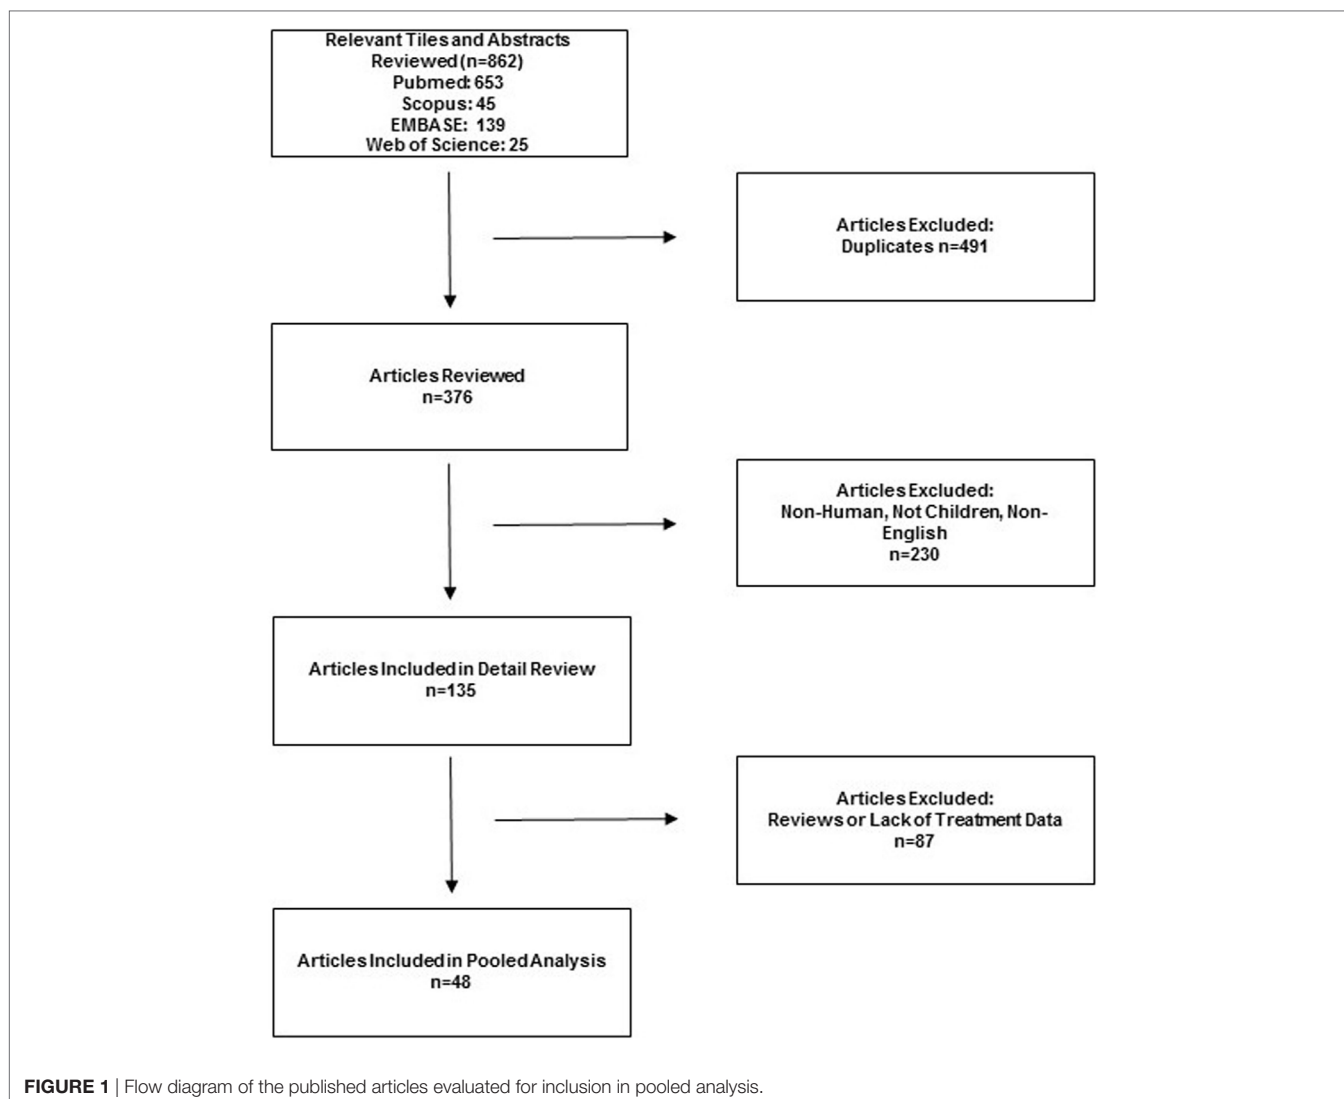 Relevant Tiles and Abstracts
Reviewed (n=862)
Pubmed: 653
Scopus: 45
EMBASE: 139
Web of Science: 25
Articles Excluded:
Duplicates n=491
Articles Reviewed
n=376
Articles Excluded:
Non-Human, Not Children, Non-
English
n=230
Articles Included in Detail Review
n=135
Articles Excluded:
Reviews or Lack of Treatment Data
n=87
Articles Included in Pooled Analysis
n=48
FIGURE 1 | Flow diagram of the published articles evaluated for inclusion in pooled analysis.